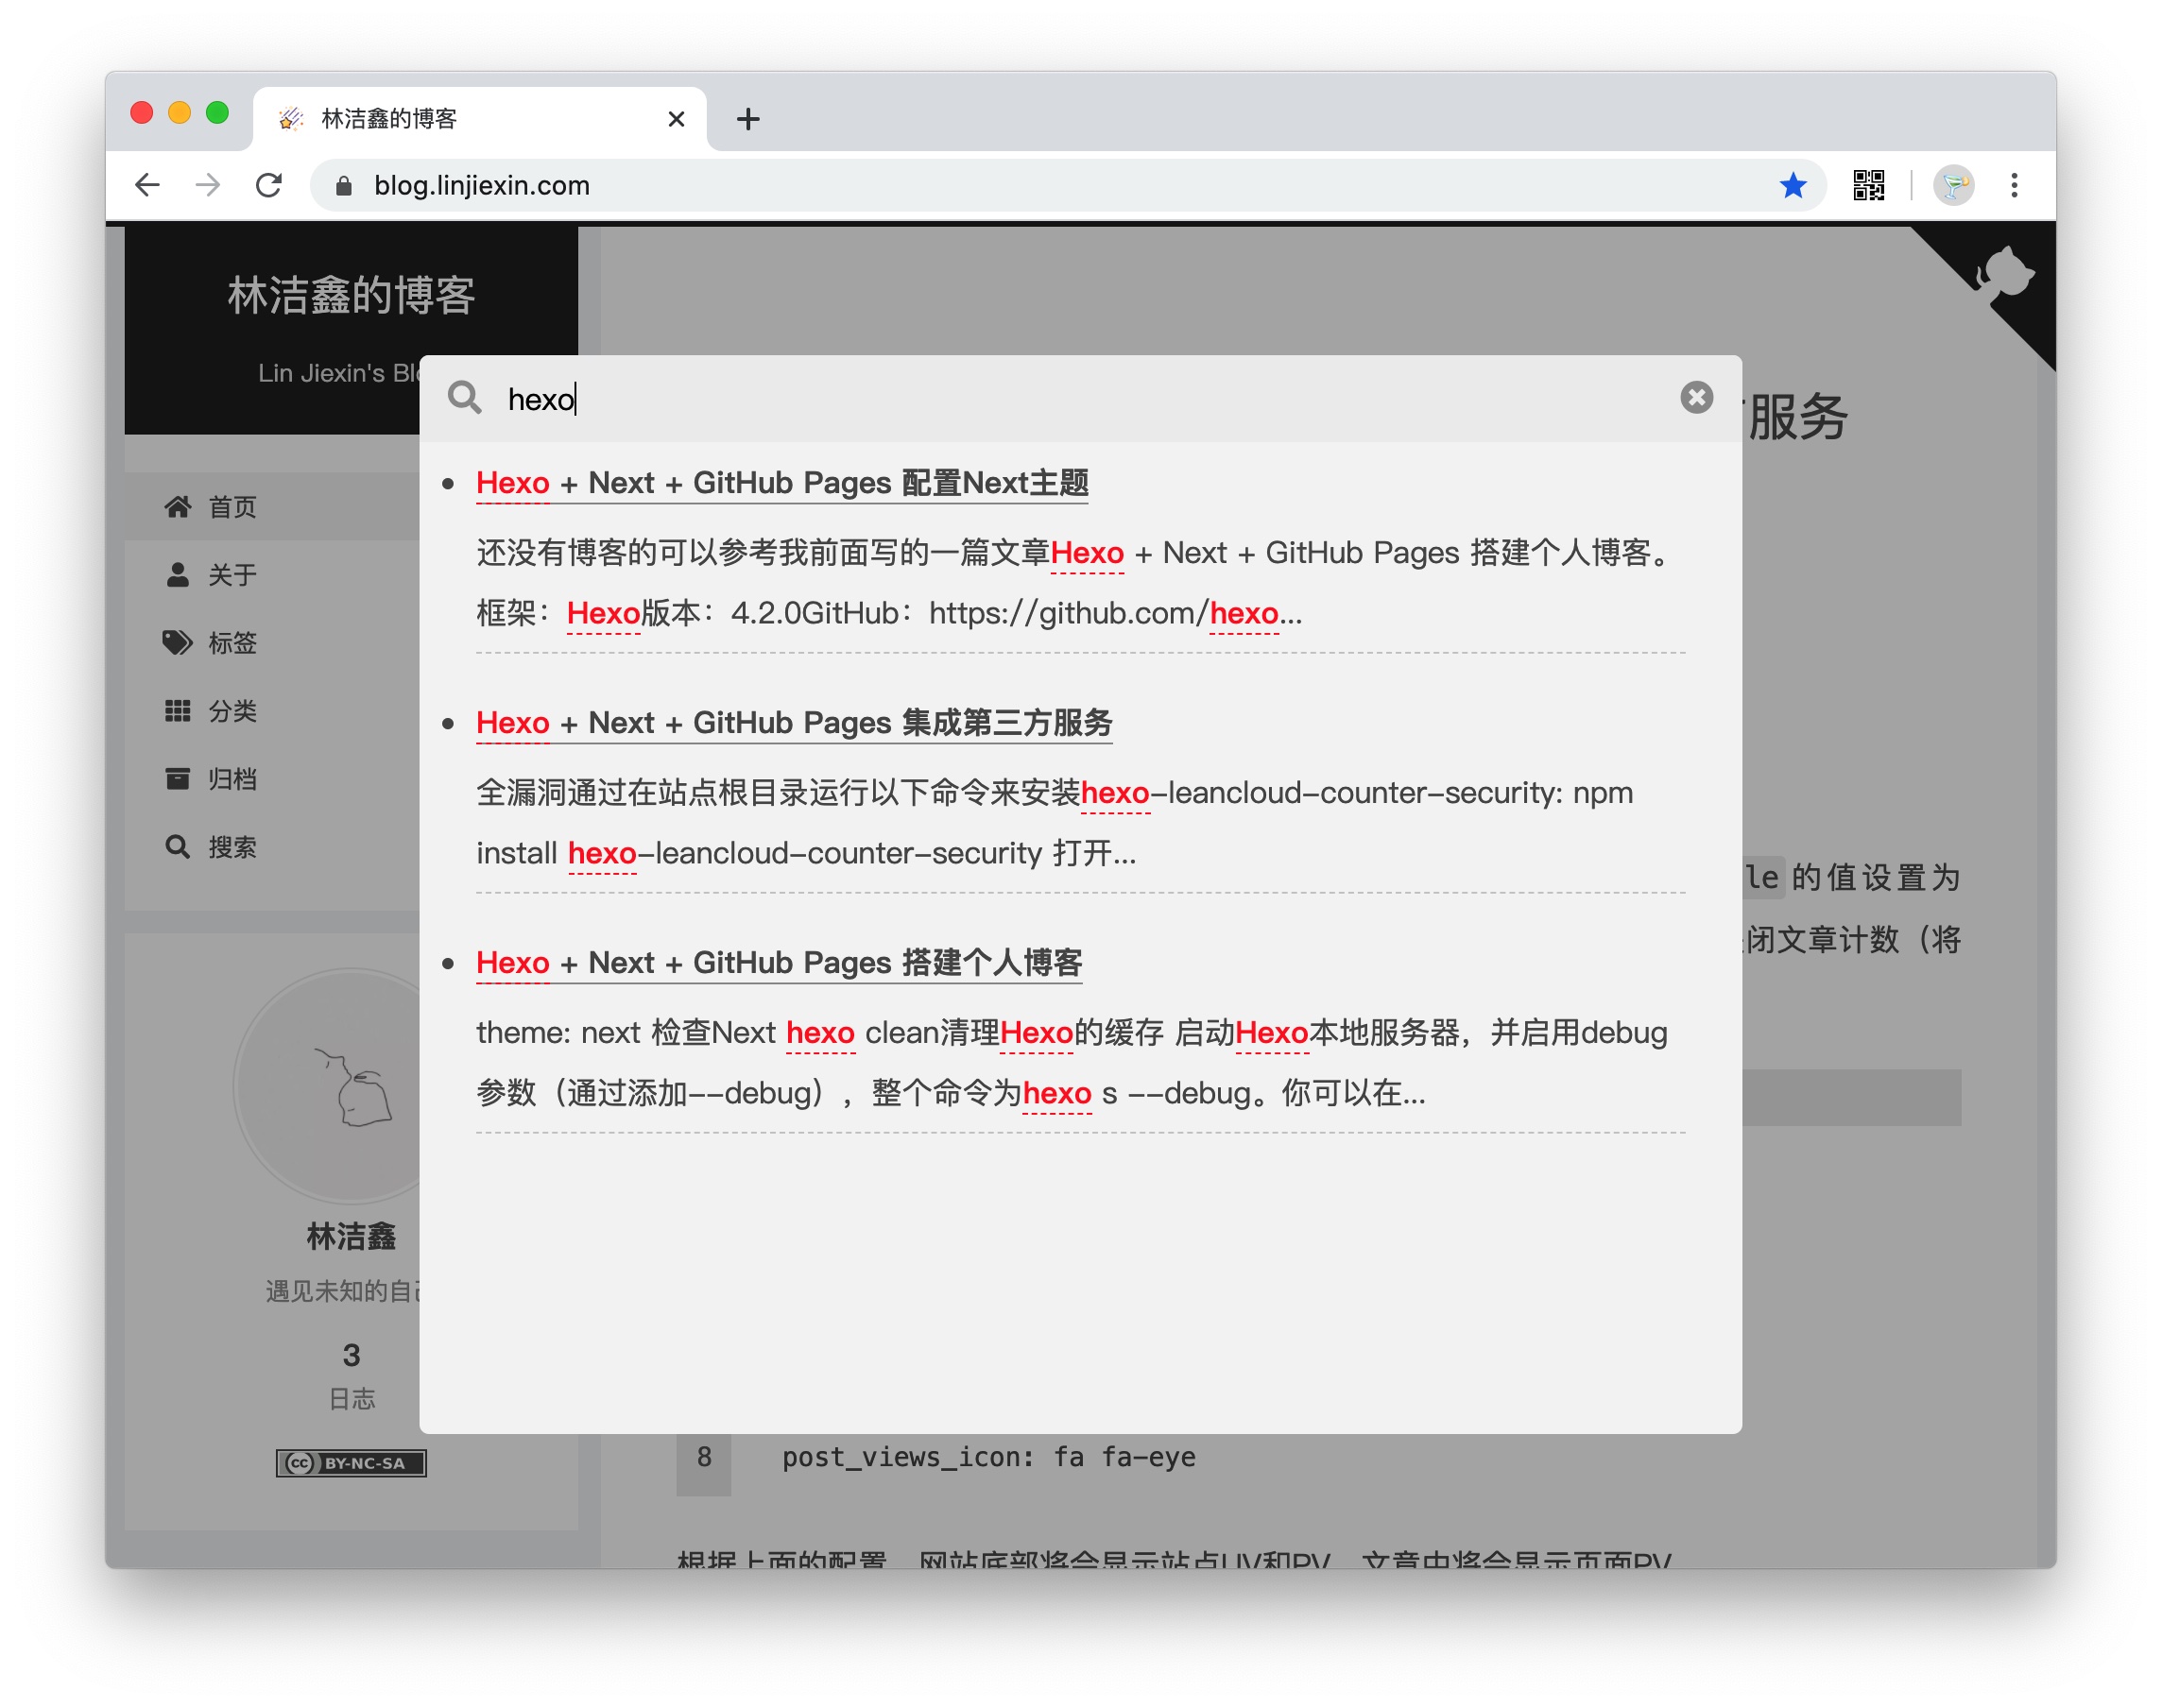 林洁鑫的博客
blog.linjiexin.com
林洁鑫的博客
Lin Jiexin's
首页
关于
标签
分类
归档
搜索
林洁鑫
遇见未知的自
3
日志
cc BY-NC-SA
hexo
Hexo + Next + GitHub Pages 配置Next主题
还没有博客的可以参考我前面写的一篇文章Hexo + Next + GitHub Pages 搭建个人博客。
框架：Hexo版本：4.2.0GitHub：https://github.com/hexo...
Hexo + Next + GitHub Pages 集成第三方服务
全漏洞通过在站点根目录运行以下命令来安装hexo-leancloud-counter-security: npm
install hexo-leancloud-counter-security 打开...
Hexo + Next + GitHub Pages 搭建个人博客
theme: next 检查Next hexo clean清理Hexo的缓存 启动Hexo本地服务器，并启用debug
参数（通过添加--debug），整个命令为hexo s --debug。你可以在...
服务
le 的值设置为
闭文章计数（将
8 post_views_icon: fa fa-eye
根据上面的配置，网站底部将会显示站点UV和PV，文章中将会显示页面PV